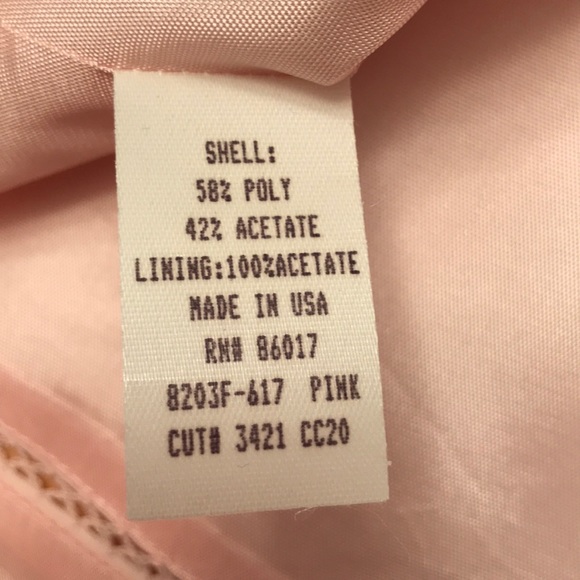 SHELL:
58% POLY
42% ACETATE
LINING:100%ACETATE
MADE IN USA
RN# 86017
8203F-617 PINK
CUT# 3421 CC20